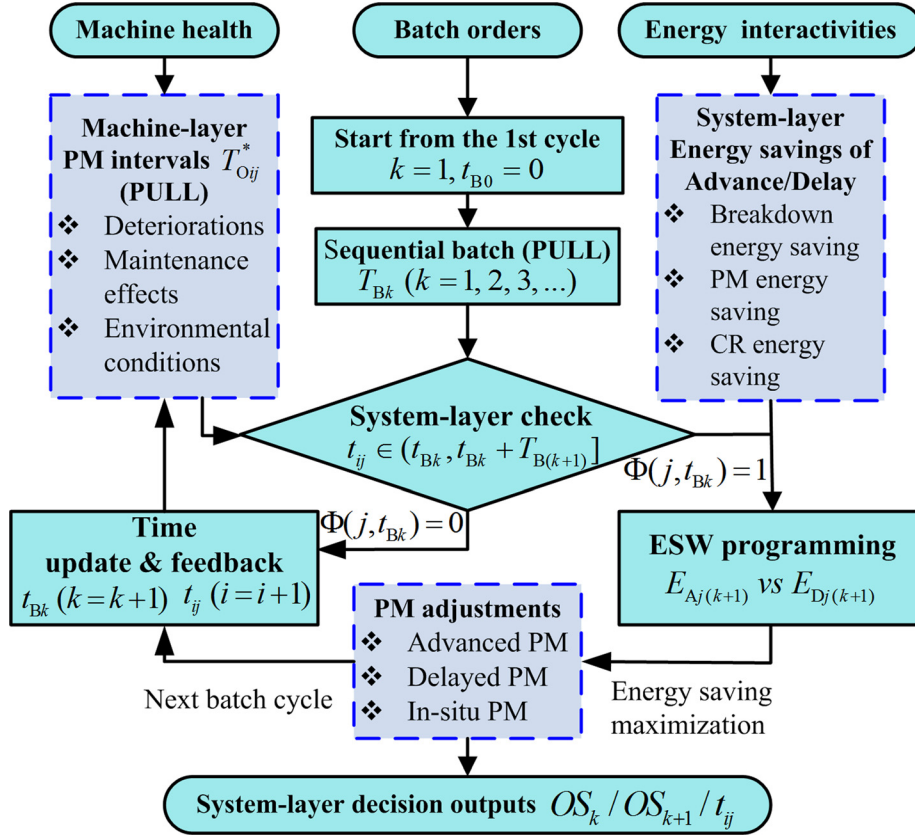 Machine health
Batch orders
Energy interactivities
Machine-layer
PM intervals T*Oij
(PULL)
❖ Deteriorations
❖ Maintenance
effects
❖ Environmental
conditions
Start from the 1st cycle
k = 1, tB0 = 0
Sequential batch (PULL)
TBk (k = 1, 2, 3, ...)
System-layer
Energy savings of
Advance/Delay
❖ Breakdown
energy saving
❖ PM energy
saving
❖ CR energy
saving
System-layer check
tij ∈ (tBk, tBk + TB(k+1)]
Φ(j, tBk) = 1
Φ(j, tBk) = 0
Time
update & feedback
tBk (k = k+1) tij (i = i+1)
ESW programming
EAj(k+1) vs EDj(k+1)
PM adjustments
❖ Advanced PM
❖ Delayed PM
❖ In-situ PM
Next batch cycle
Energy saving
maximization
System-layer decision outputs OSk / OSk+1 / tij